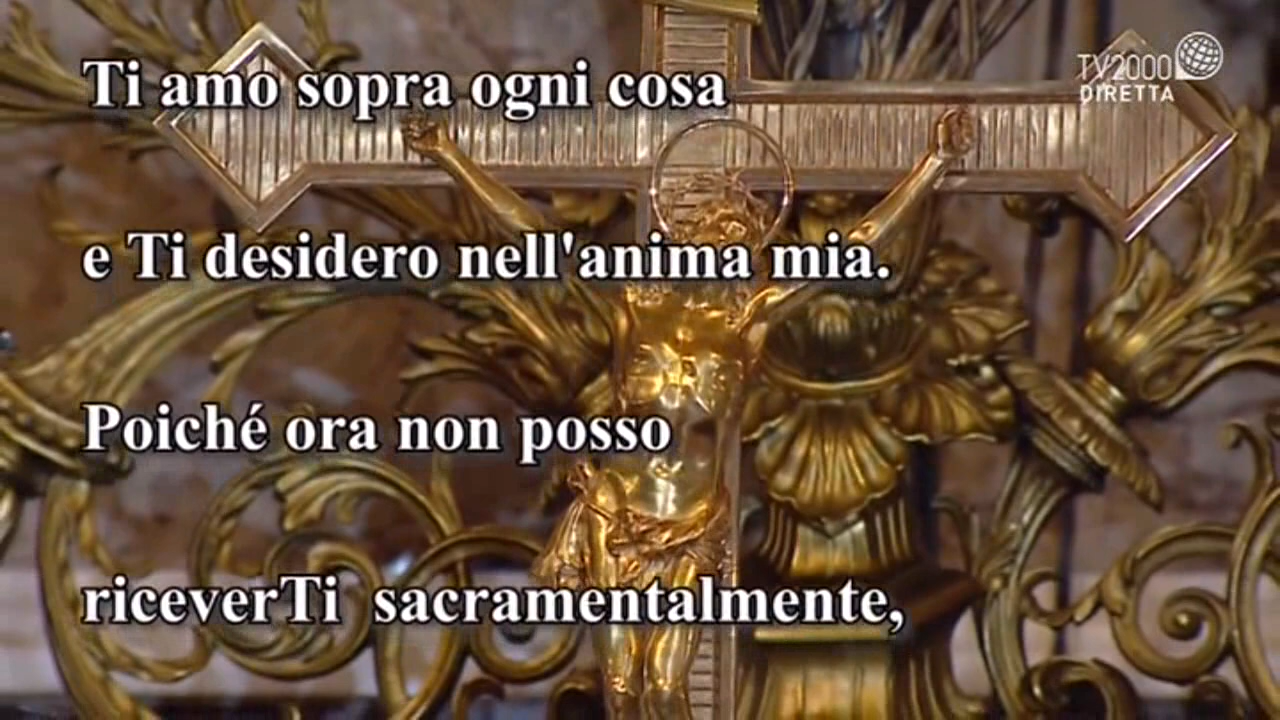 Ti amo sopra ogni cosa
TV2000
DIRETTA
e Ti desidero nell'anima mia.
Poiché ora non posso
riceverTi sacramentalmente,